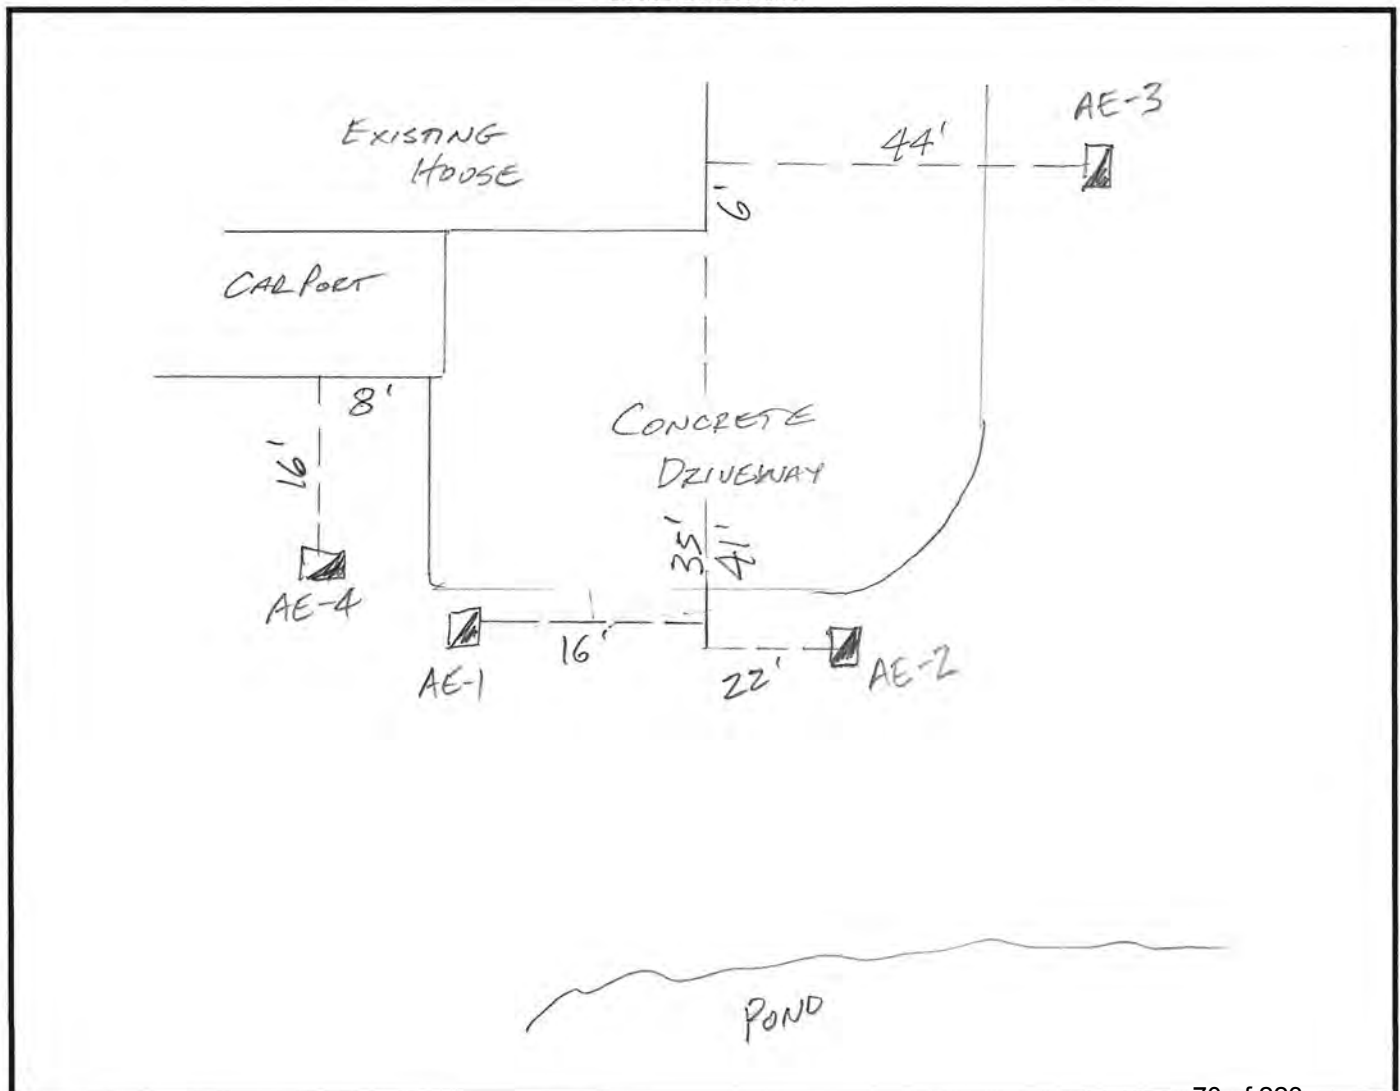 AE-3
EXISTING
HOUSE
44'
6'
CARPORT
8'
CONCRETE
DRIVEWAY
16'
35'
41'
AE-4
AE-1
16'
22'
AE-2
POND